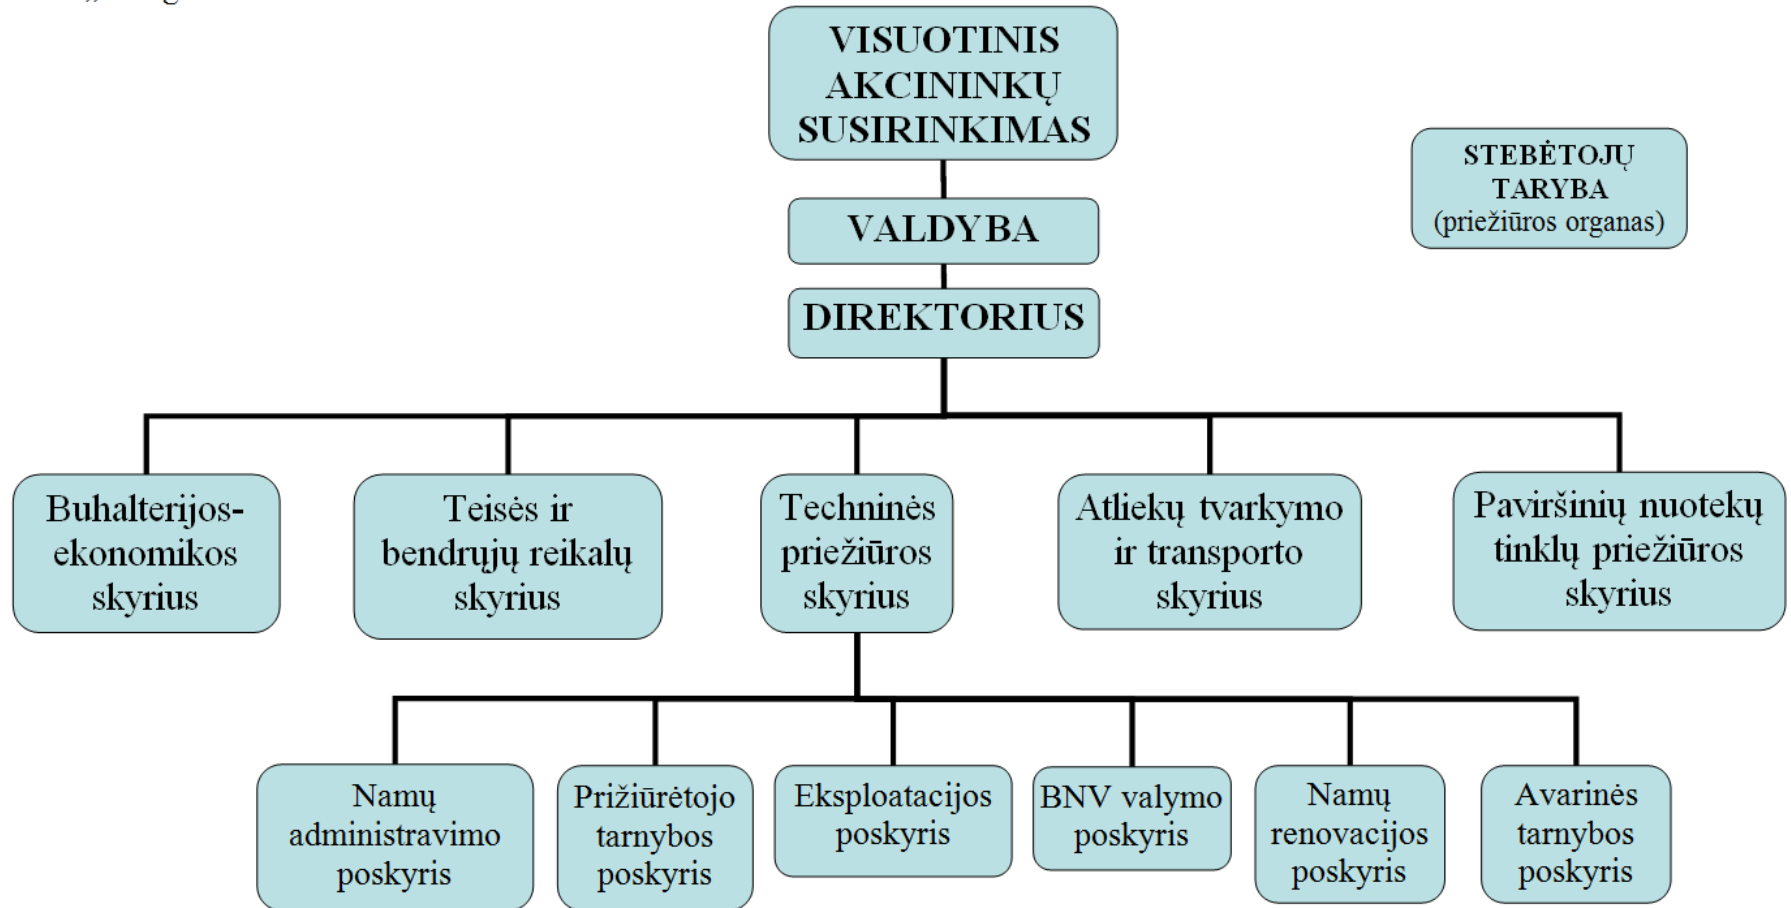 VISUOTINIS
AKCININKŲ
SUSIRINKIMAS
STEBĖTOJŲ
TARYBA
(priežiūros organas)
VALDYBA
DIREKTORIUS
Buhalterijos-
ekonomikos
skyrius
Teisės ir
bendrųjų reikalų
skyrius
Techninės
priežiūros
skyrius
Atliekų tvarkymo
ir transporto
skyrius
Paviršinių nuotekų
tinklų priežiūros
skyrius
Namų
administravimo
poskyris
Prižiūrėtojo
tarnybos
poskyris
Eksploatacijos
poskyris
BNV valymo
poskyris
Namų
renovacijos
poskyris
Avarinės
tarnybos
poskyris